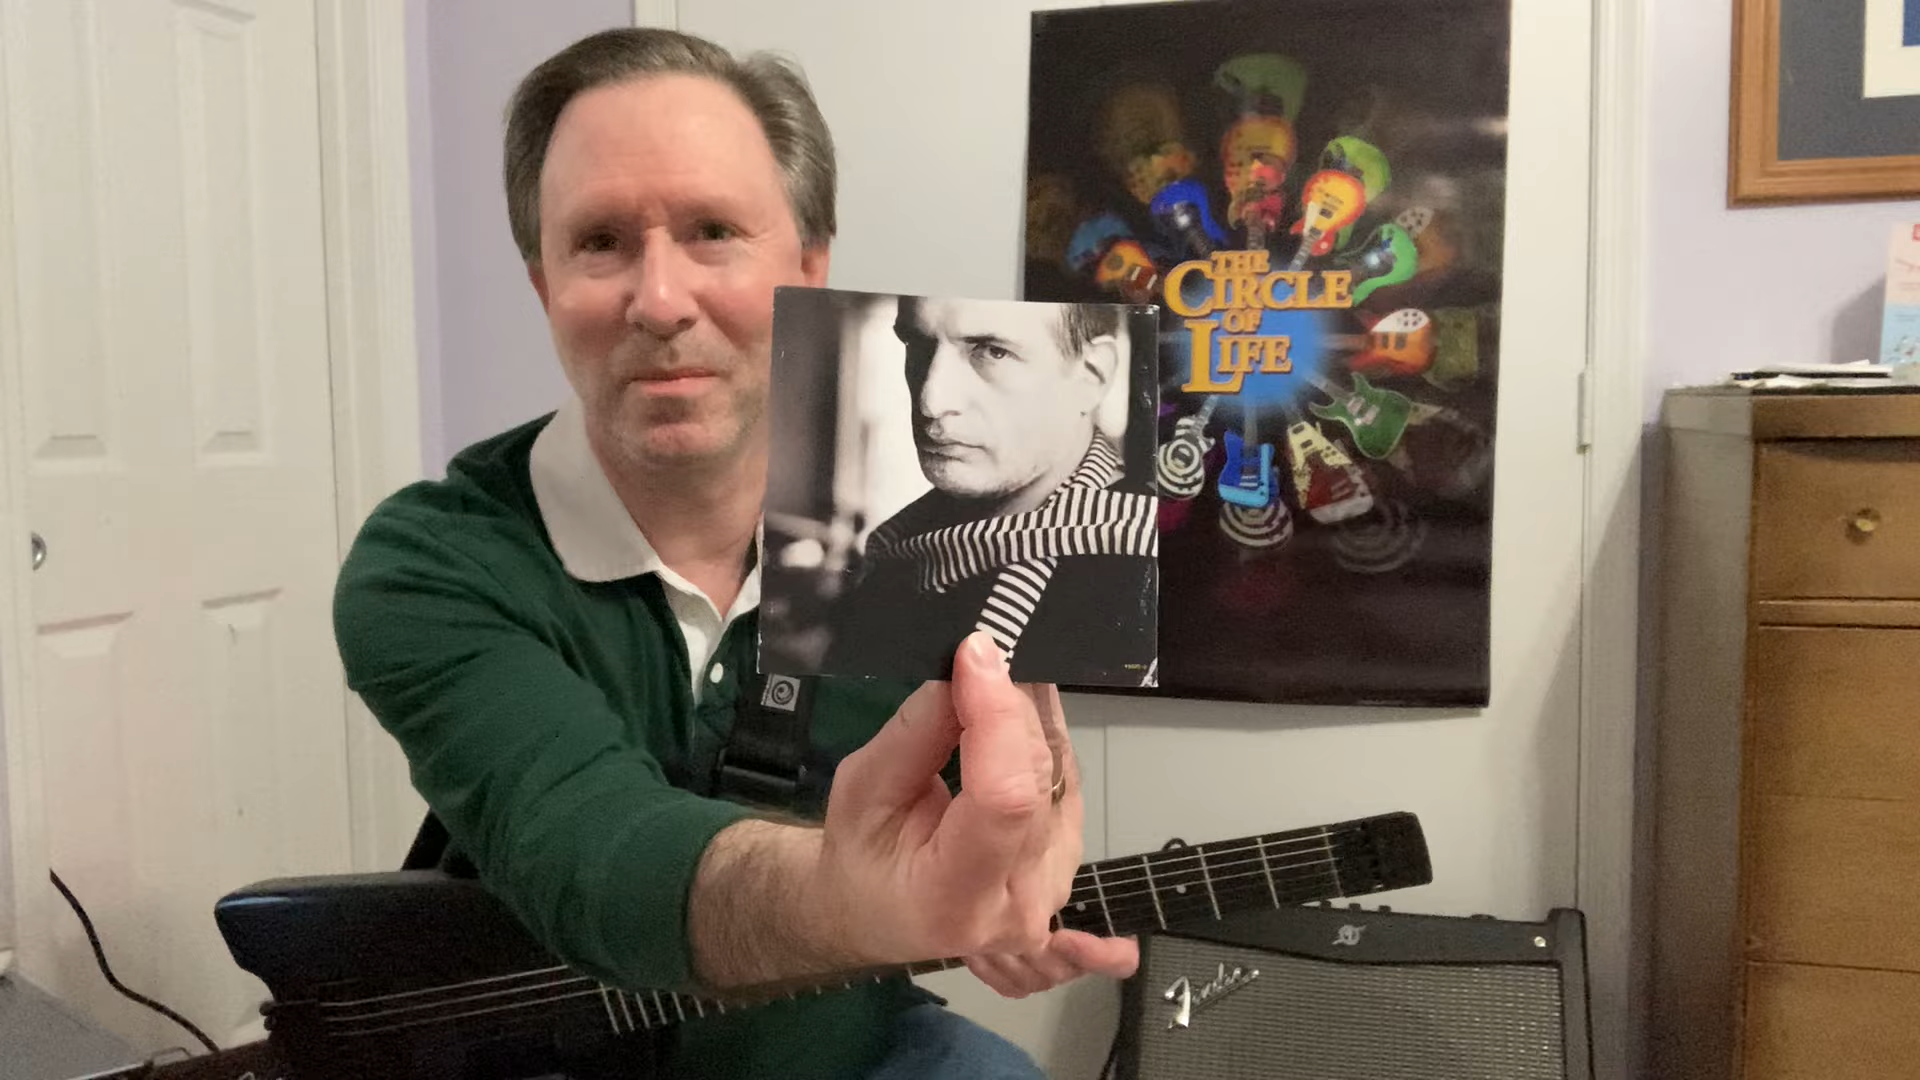 THE
CIRCLE
OF
LIFE
Fender